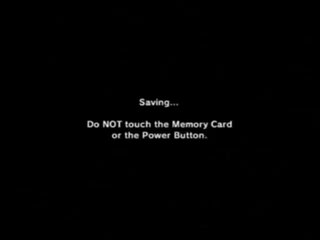 Saving...
Do NOT touch the Memory Card
or the Power Button.